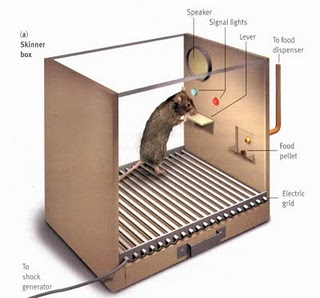 (a)
Skinner
box
Speaker
Signal lights
Lever
To food
dispenser
Food
pellet
Electric
grid
To
shock
generator